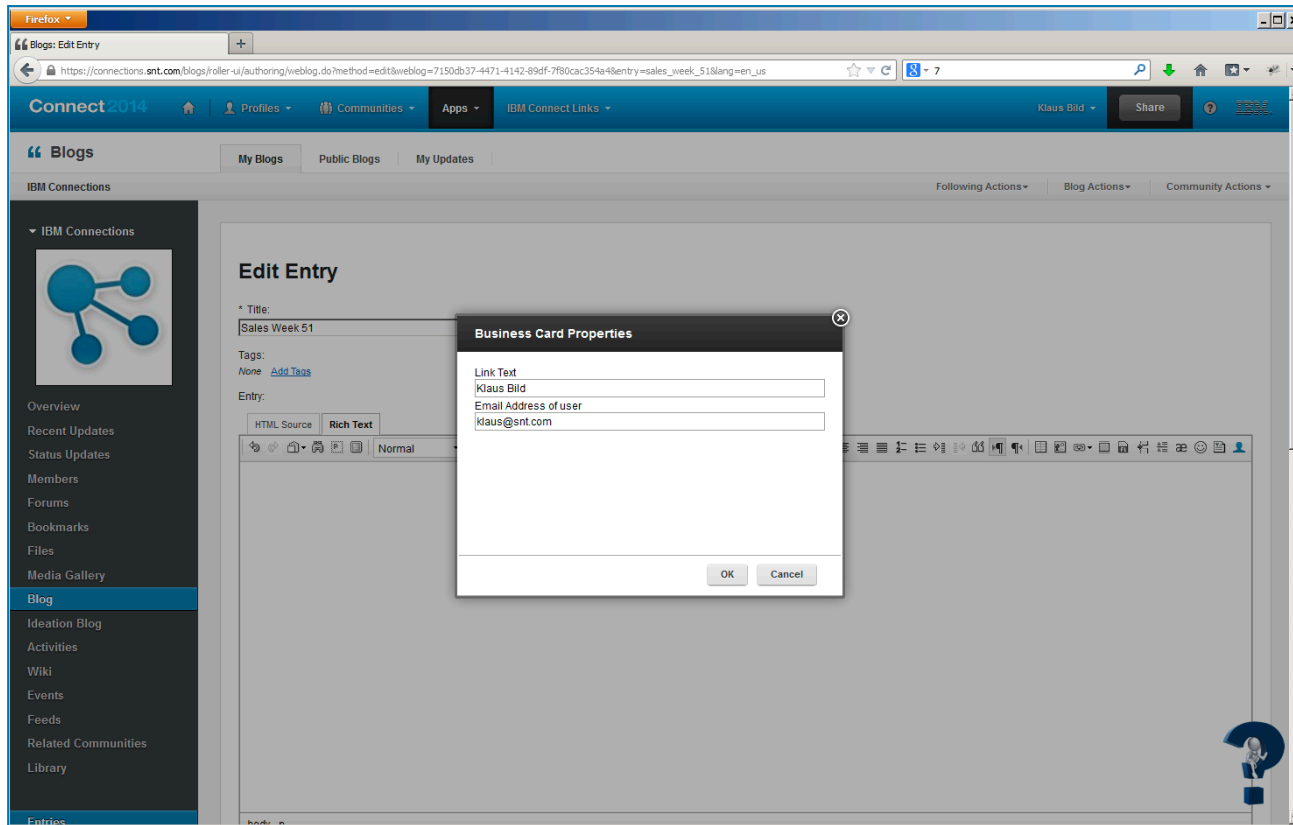 Firefox
Blogs: Edit Entry
https://connections.snt.com/blogs/roller-ui/authoring/weblog.do?method=edit&weblog=7150db37-4471-4142-89df-7f80cac354a4&entry=sales_week_51&lang=en_us
8 7
Connect2014 Profiles Communities Apps IBM Connect Links Klaus Bild Share ? IBM.
Blogs My Blogs Public Blogs My Updates
IBM Connections Following Actions Blog Actions Community Actions
IBM Connections
Edit Entry
* Title:
Sales Week 51
Tags:
None Add Tags
Entry:
HTML Source Rich Text
Normal
Business Card Properties
Link Text
Klaus Bild
Email Address of user
klaus@snt.com
OK Cancel
Overview
Recent Updates
Status Updates
Members
Forums
Bookmarks
Files
Media Gallery
Blog
Ideation Blog
Activities
Wiki
Events
Feeds
Related Communities
Library
Entries
body p